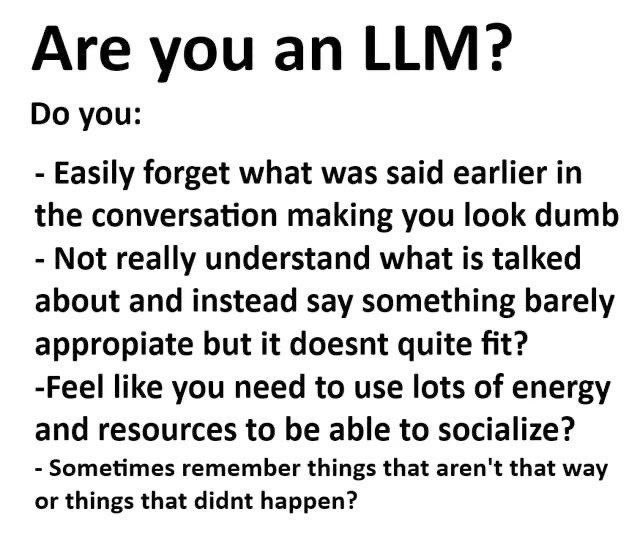 Are you an LLM?
Do you:
- Easily forget what was said earlier in
the conversation making you look dumb
- Not really understand what is talked
about and instead say something barely
appropiate but it doesnt quite fit?
-Feel like you need to use lots of energy
and resources to be able to socialize?
- Sometimes remember things that aren't that way
or things that didnt happen?